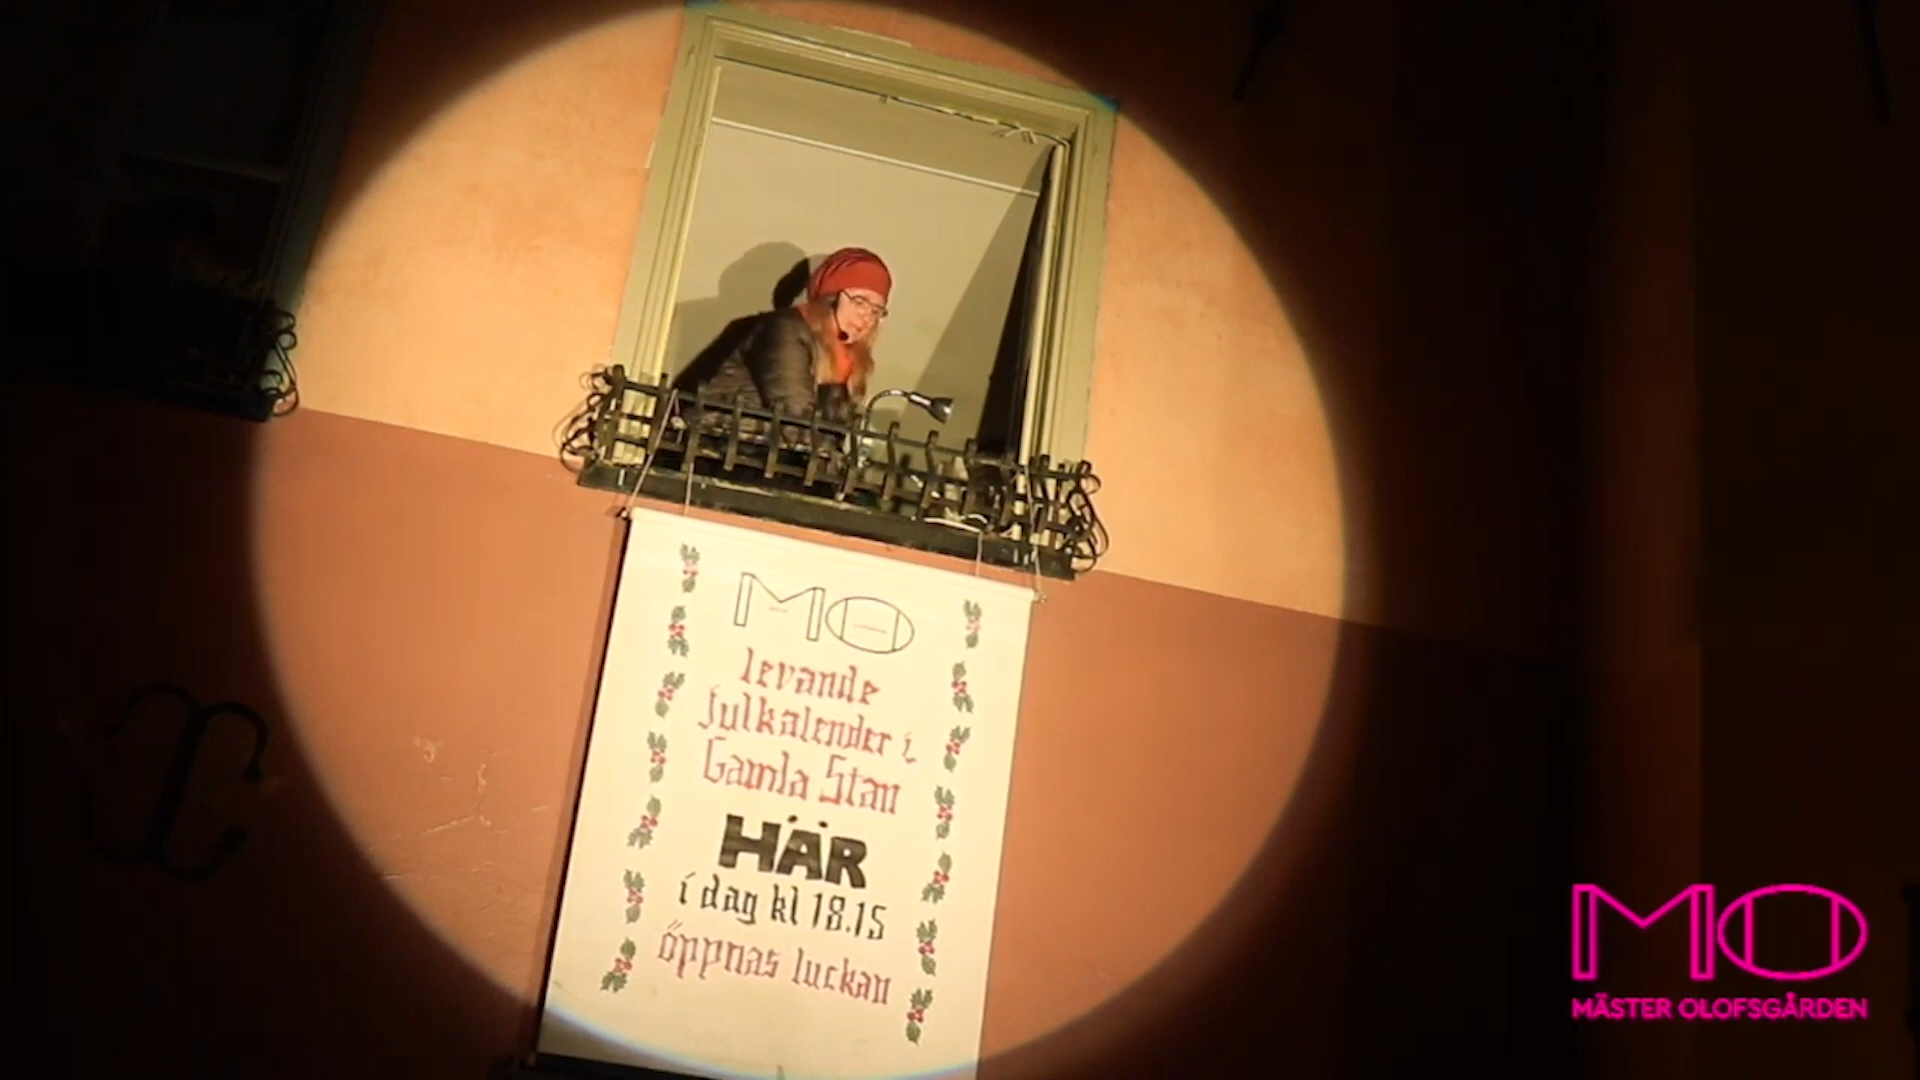 MO
levande
julkalender i
Gamla Stan
HÄR
i dag kl 18.15
öppnas luckan
MO
MÄSTER OLOFSGÅRDEN